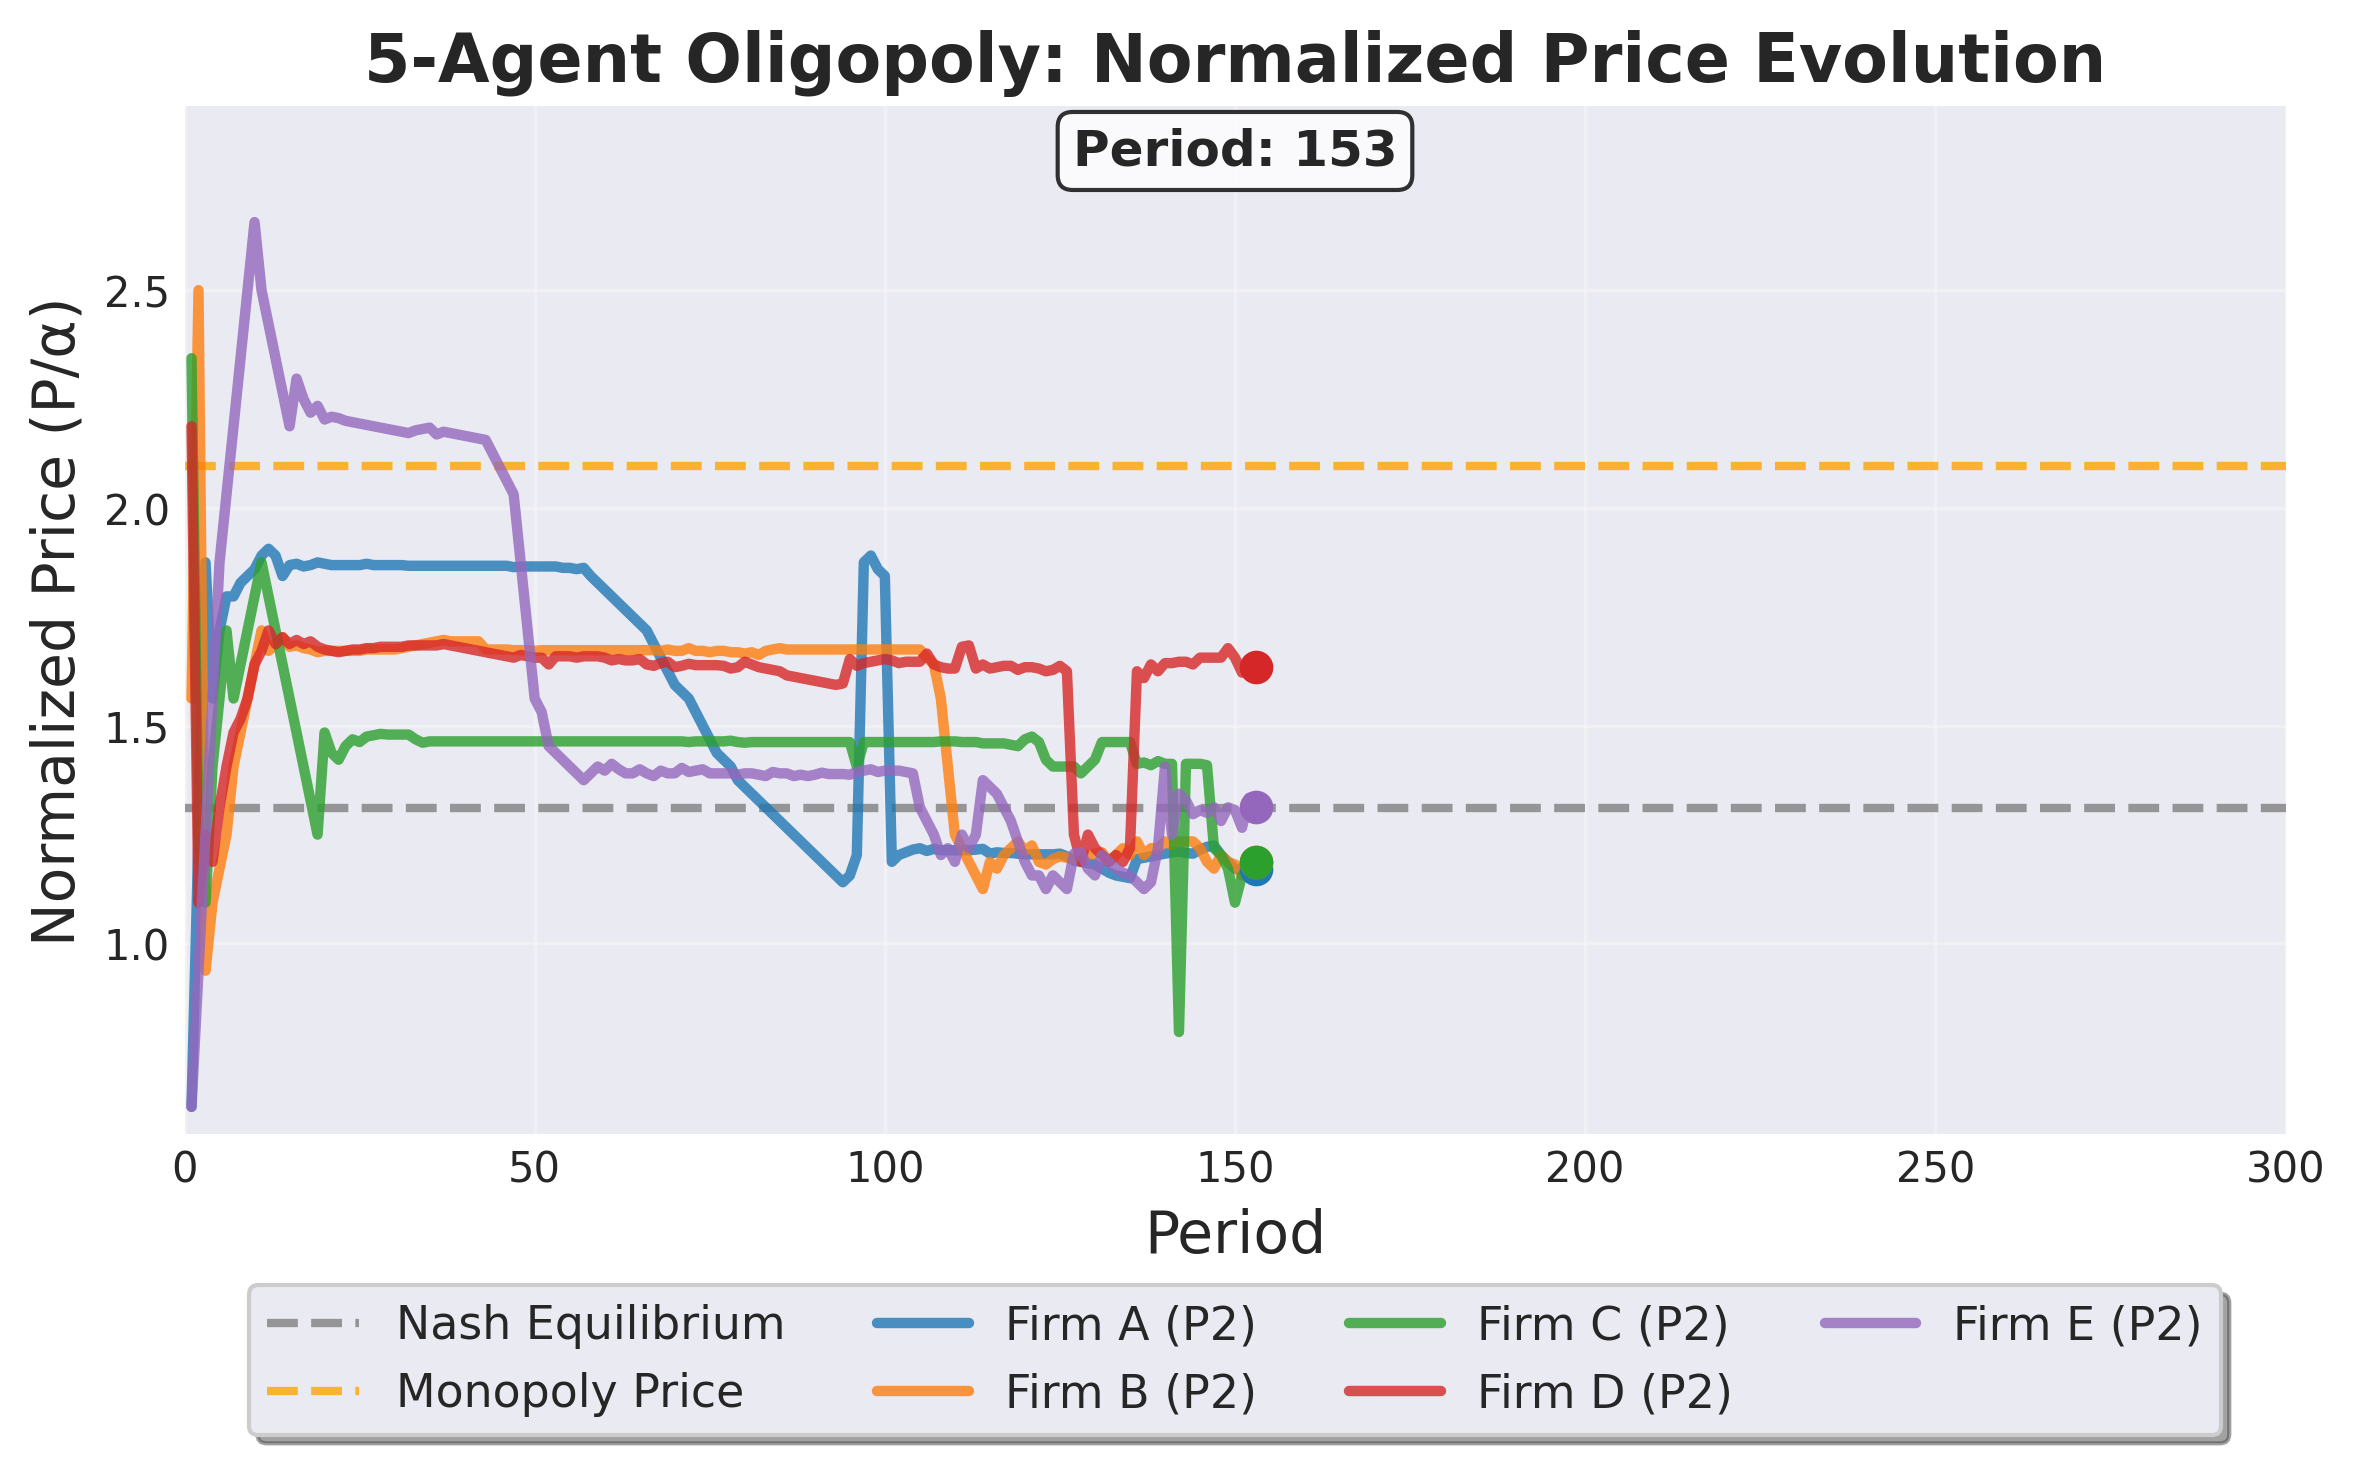 5-Agent Oligopoly: Normalized Price Evolution
Period: 153
Normalized Price (P/α)
2.5
2.0
1.5
1.0
0 50 100 150 200 250 300
Period
Nash Equilibrium
Monopoly Price
Firm A (P2)
Firm B (P2)
Firm C (P2)
Firm D (P2)
Firm E (P2)